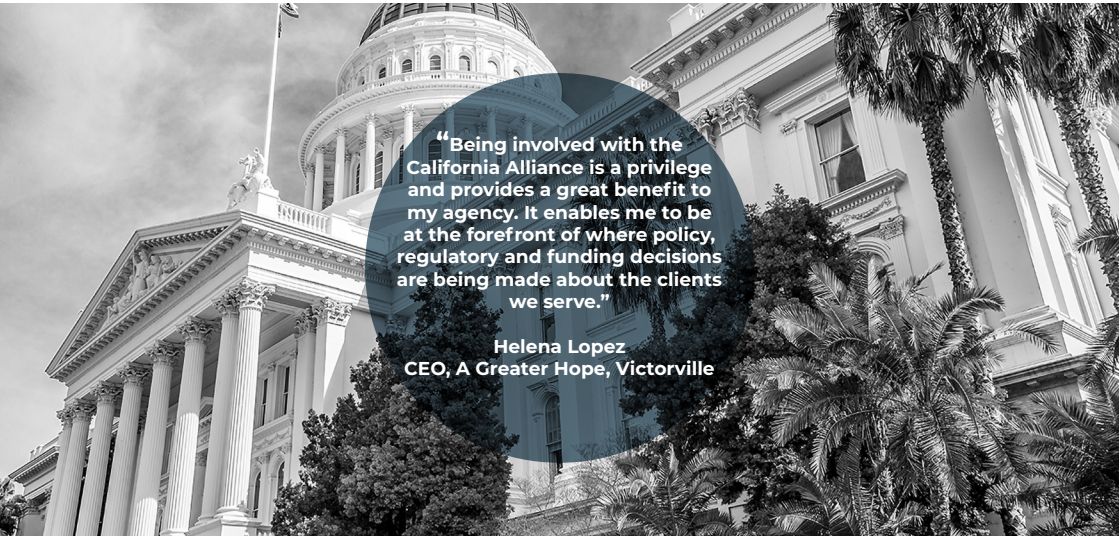 “Being involved with the
California Alliance is a privilege
and provides a great benefit to
my agency. It enables me to be
at the forefront of where policy,
regulatory and funding decisions
are being made about the clients
we serve.”
Helena Lopez
CEO, A Greater Hope, Victorville